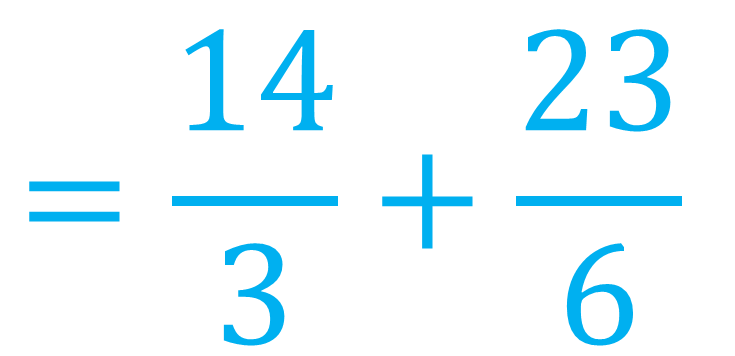 = 14/3 + 23/6